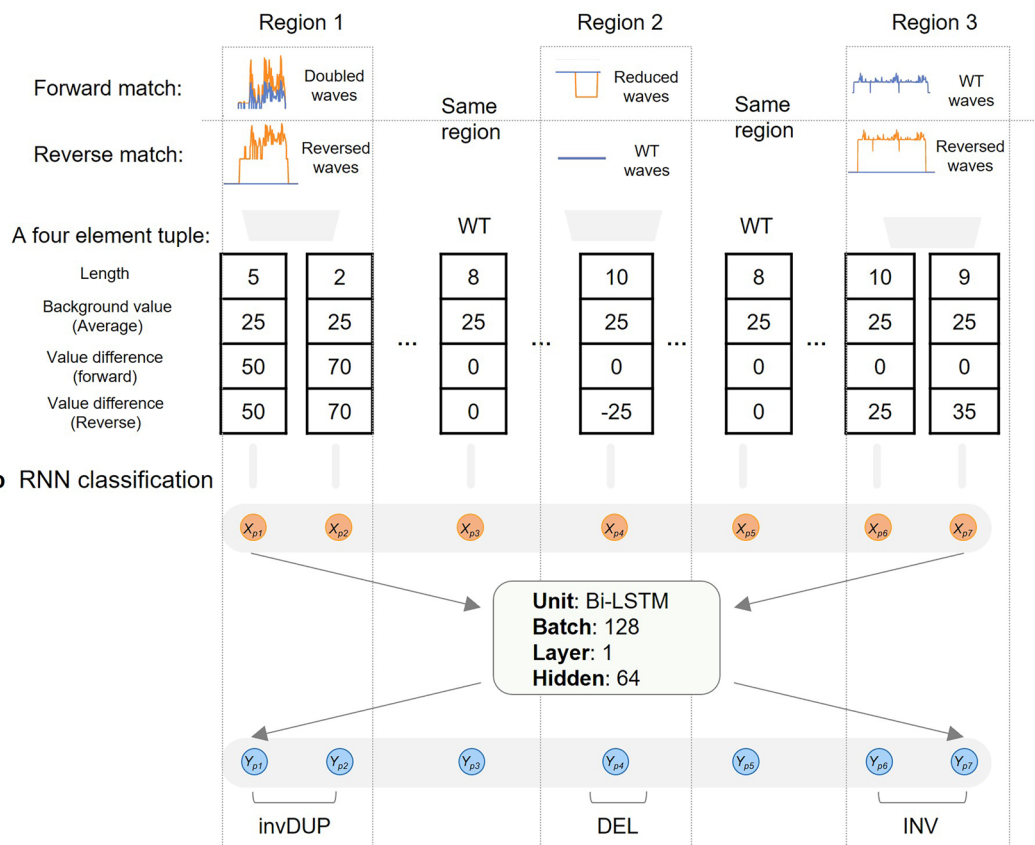 Region 1
Region 2
Region 3
Forward match:
Doubled
waves
Same
region
Reduced
waves
Same
region
WT
waves
Reverse match:
Reversed
waves
WT
waves
Reversed
waves
A four element tuple:
WT
WT
Length
5 2 8 10 8 10 9
Background value
(Average)
25 25 25 25 25 25 25
... ... ... ...
Value difference
(forward)
50 70 0 0 0 0 0
Value difference
(Reverse)
50 70 0 -25 0 25 35
RNN classification
Xp1 Xp2 Xp3 Xp4 Xp5 Xp6 Xp7
Unit: Bi-LSTM
Batch: 128
Layer: 1
Hidden: 64
Yp1 Yp2 Yp3 Yp4 Yp5 Yp6 Yp7
invDUP DEL INV